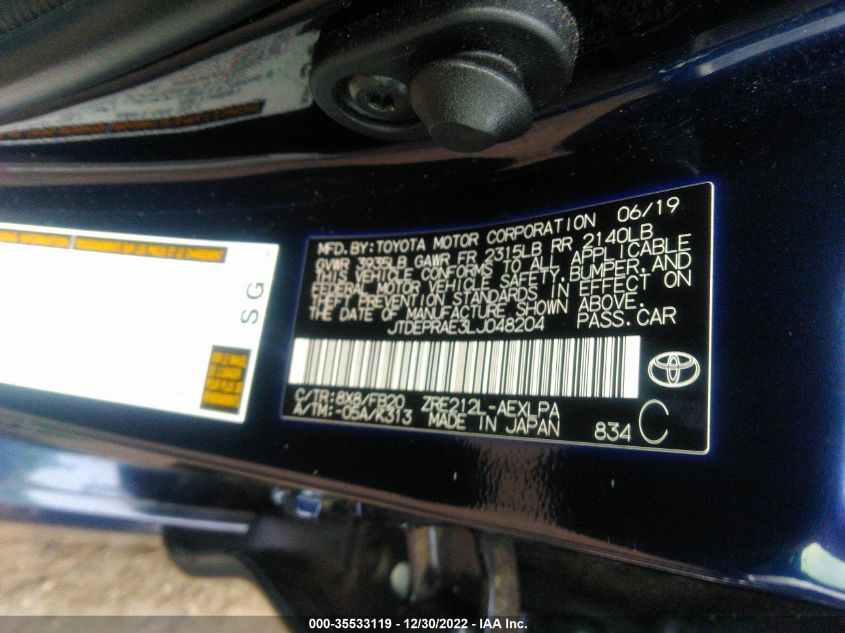 MFD. BY: TOYOTA MOTOR CORPORATION 06/19
GVWR 3935LB GAWR FR 2315LB RR 2140LB
THIS VEHICLE CONFORMS TO ALL APPLICABLE
FEDERAL MOTOR VEHICLE SAFETY, BUMPER, AND
THEFT PREVENTION STANDARDS IN EFFECT ON
THE DATE OF MANUFACTURE SHOWN ABOVE.
JTDEPRAE3LJ048204 PASS. CAR
C/TR: 8X8/FB20 ZRE212L-AEXLPA
A/TM: -05A/K313 MADE IN JAPAN 834 C
SG
000-35533119 - 12/30/2022 - IAA Inc.